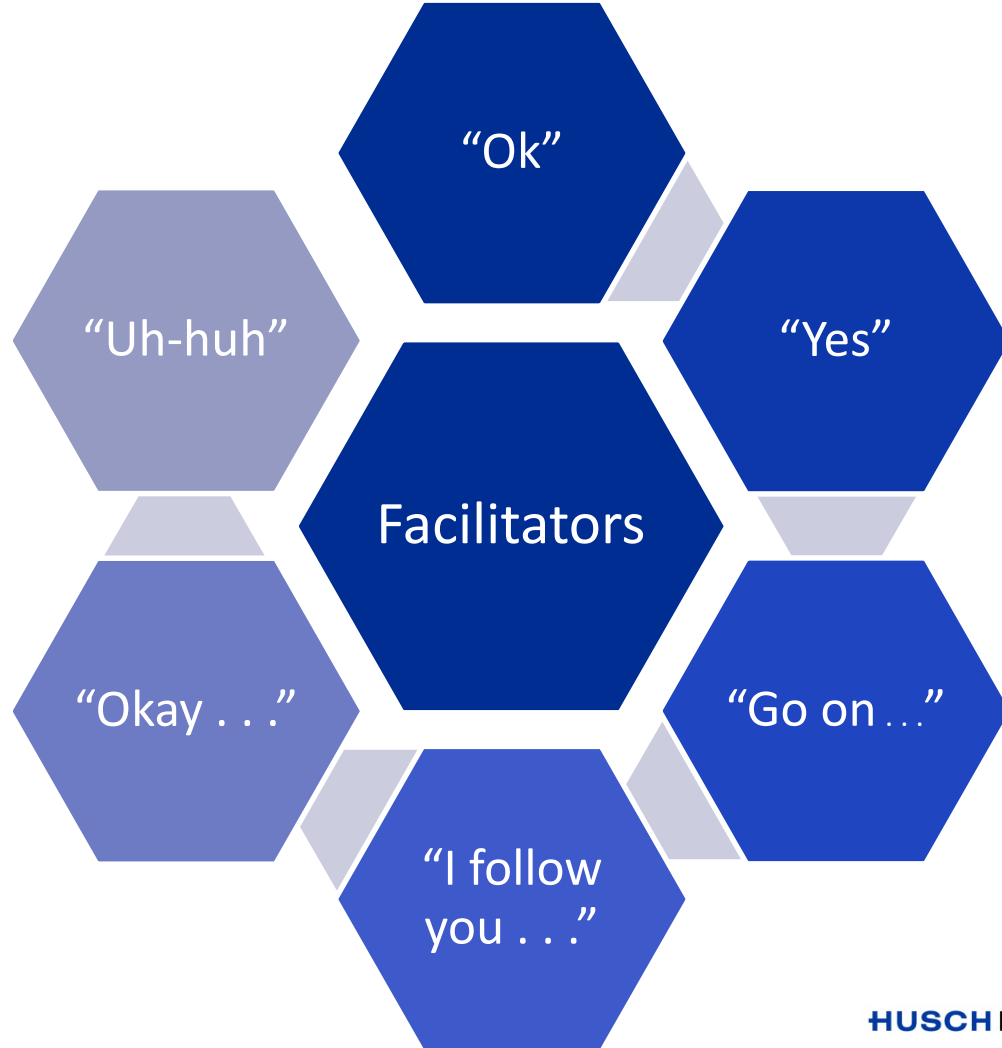 “Ok”
“Uh-huh”
“Yes”
Facilitators
“Okay . . .”
“Go on . . .”
“I follow
you . . .”
HUSCH